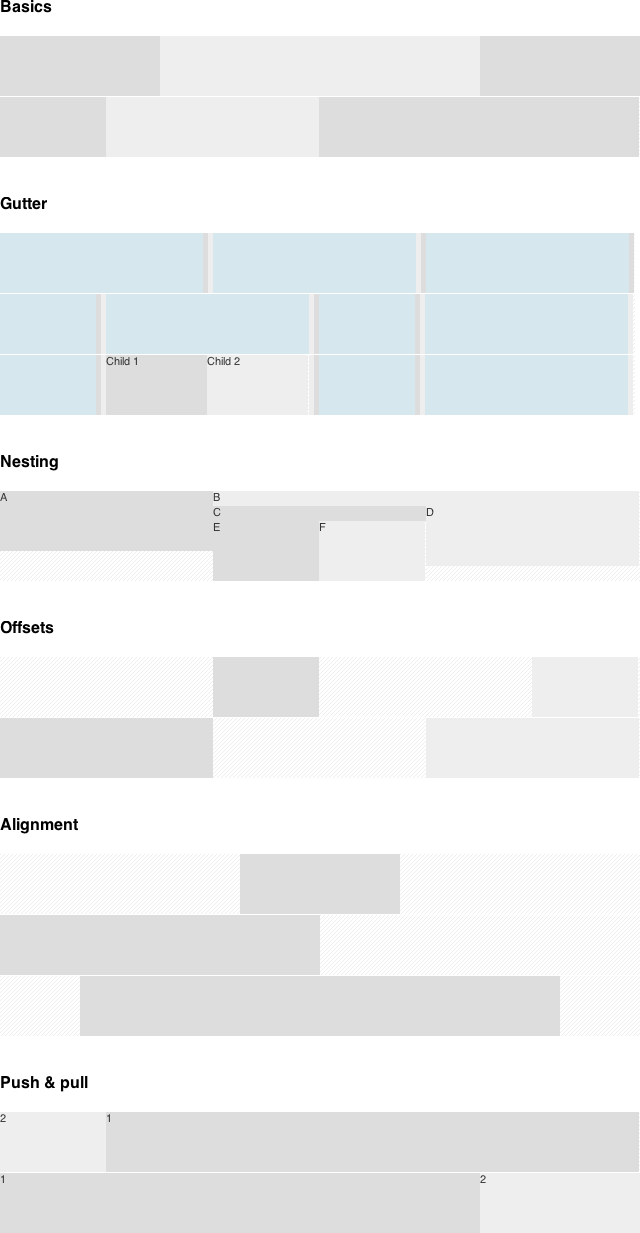 Basics
Gutter
Child 1 Child 2
Nesting
A B
C D
E F
Offsets
Alignment
Push & pull
2 1
1 2